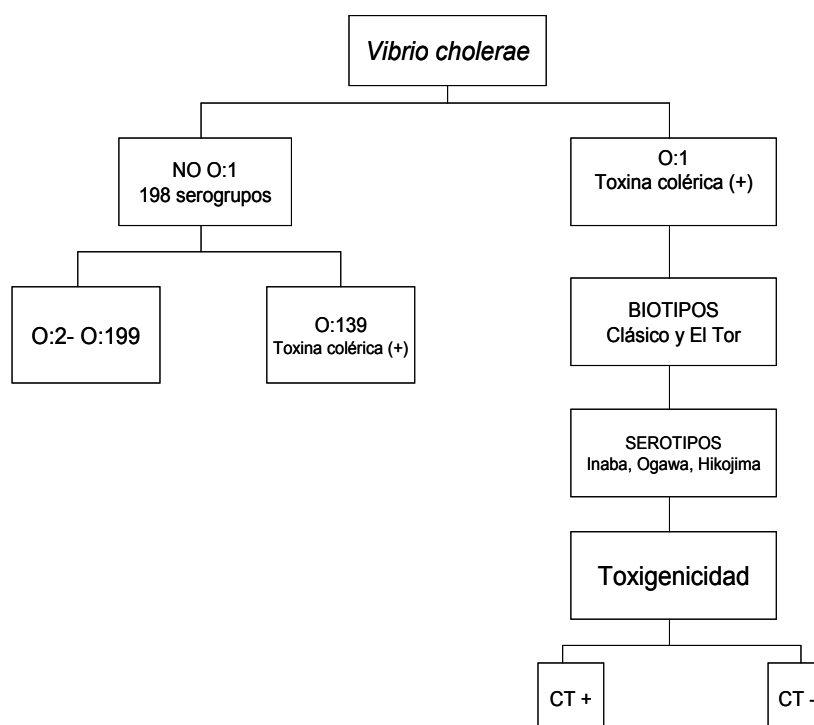 Vibrio cholerae
NO O:1
198 serogrupos
O:1
Toxina colérica (+)
O:2- O:199
O:139
Toxina colérica (+)
BIOTIPOS
Clásico y El Tor
SEROTIPOS
Inaba, Ogawa, Hikojima
Toxigenicidad
CT +
CT -